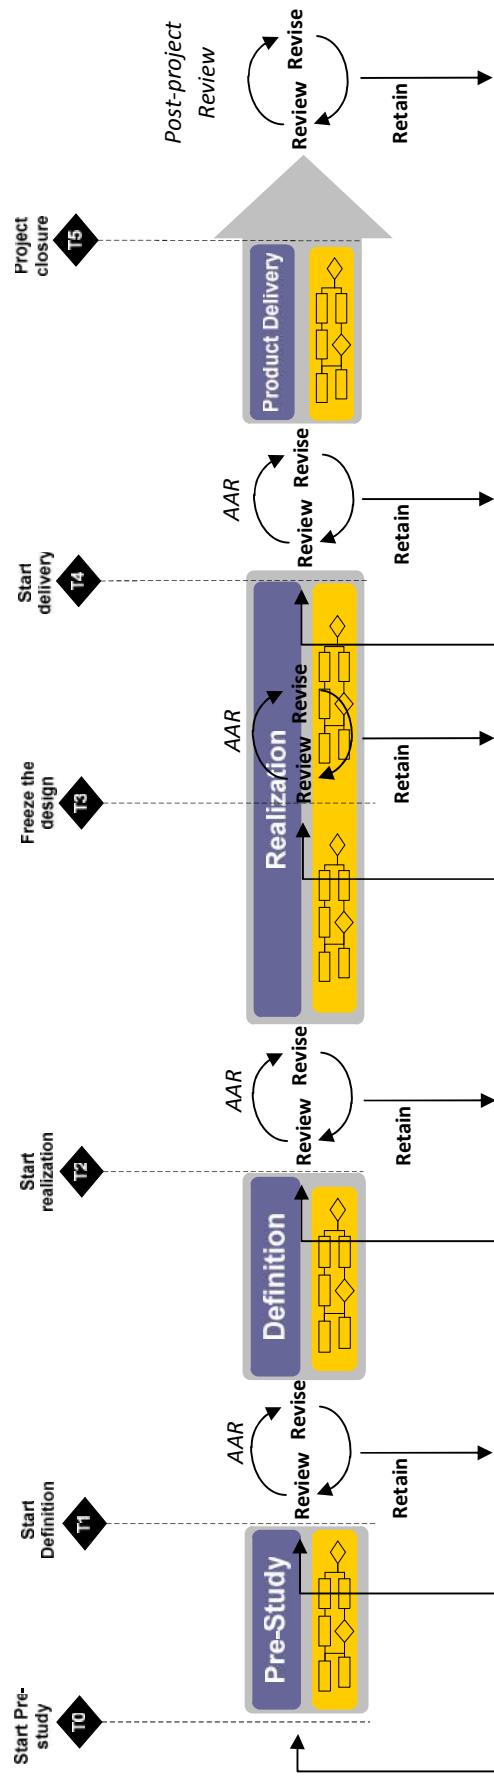 Start Pre-
study
T0
Start
Definition
T1
Start
realization
T2
Freeze the
design
T3
Start
delivery
T4
Project
closure
T5
Pre-Study
AAR
Review
Revise
Retain
Definition
AAR
Review
Revise
Retain
Realization
AAR
Review
Revise
Retain
AAR
Review
Revise
Retain
Product Delivery
Post-project
Review
Review
Revise
Retain